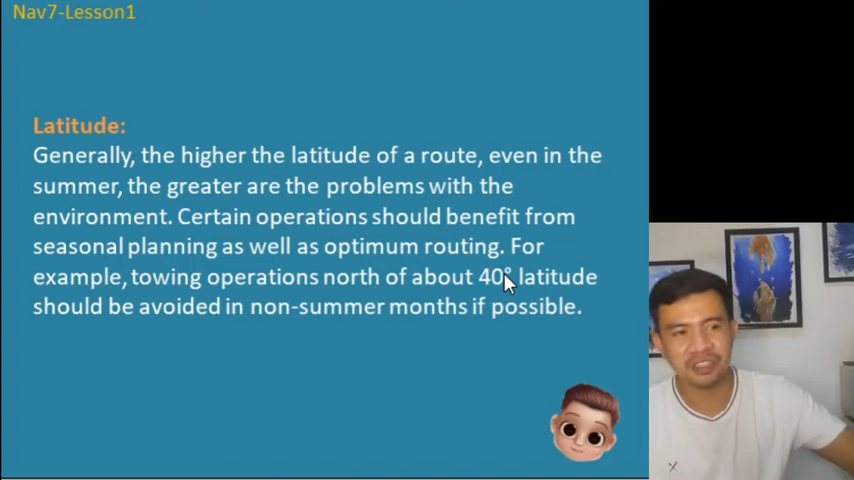 Nav7-Lesson1
Latitude:
Generally, the higher the latitude of a route, even in the
summer, the greater are the problems with the
environment. Certain operations should benefit from
seasonal planning as well as optimum routing. For
example, towing operations north of about 40° latitude
should be avoided in non-summer months if possible.